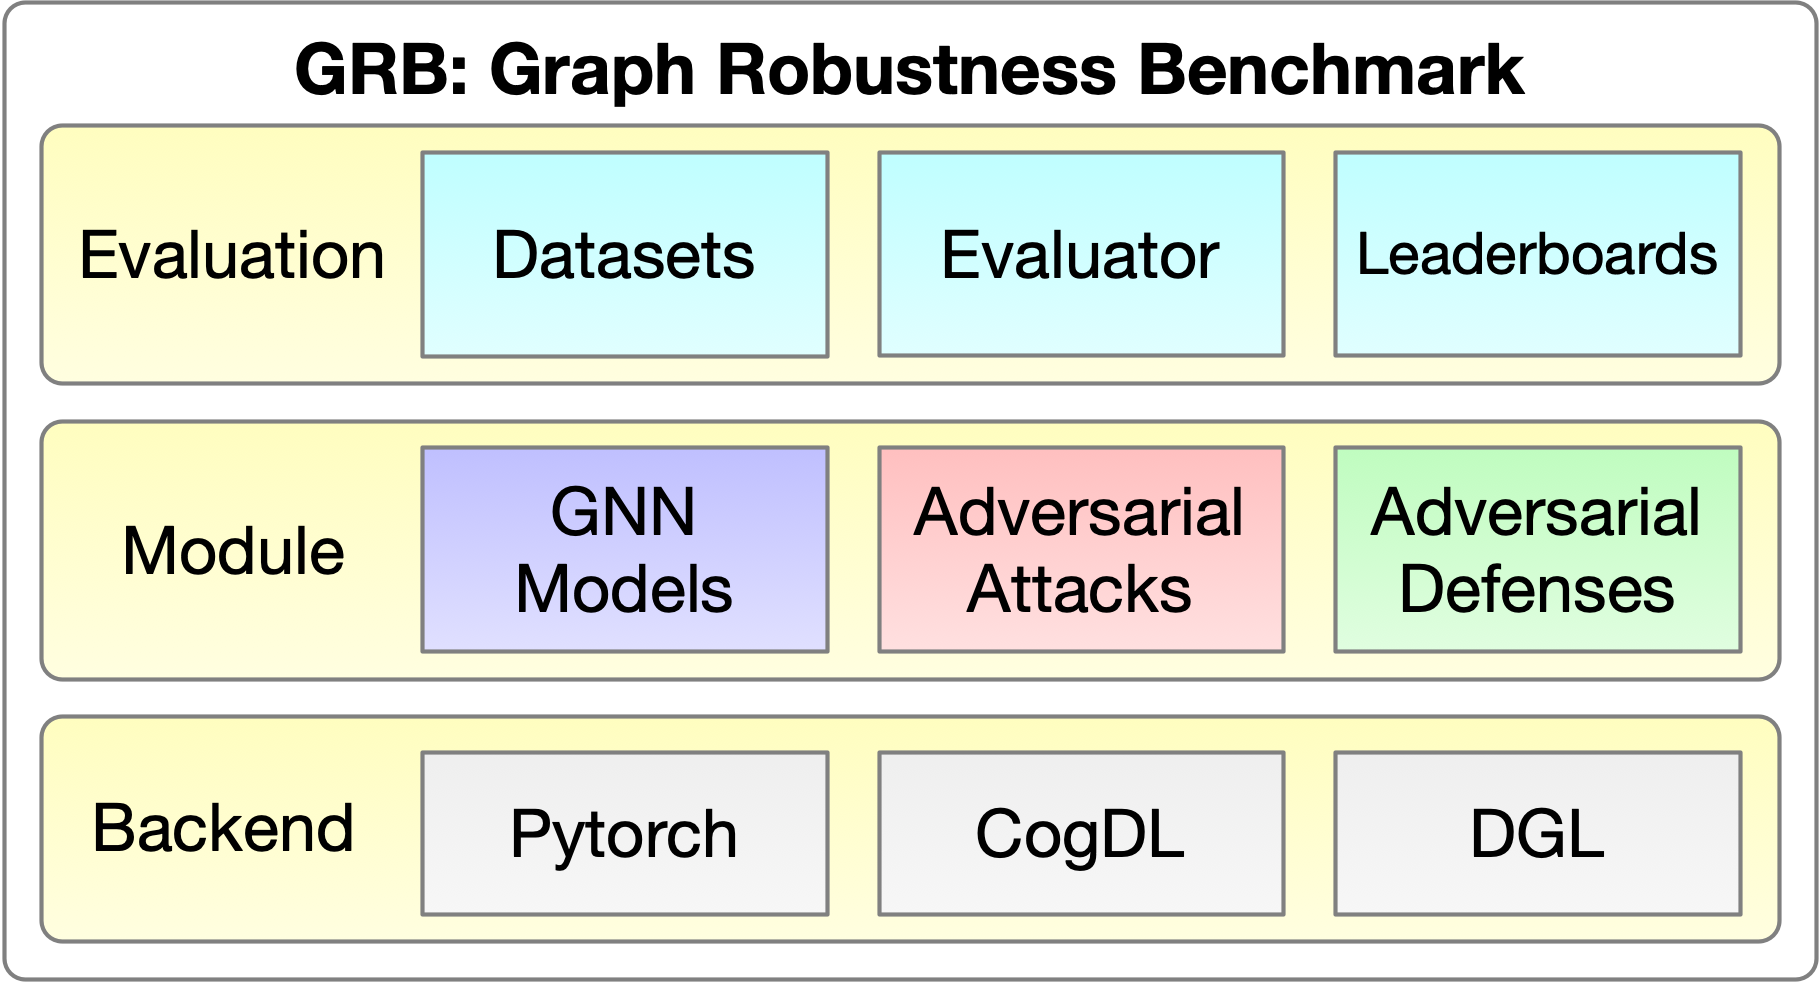 GRB: Graph Robustness Benchmark
Evaluation
Datasets
Evaluator
Leaderboards
Module
GNN
Models
Adversarial
Attacks
Adversarial
Defenses
Backend
Pytorch
CogDL
DGL